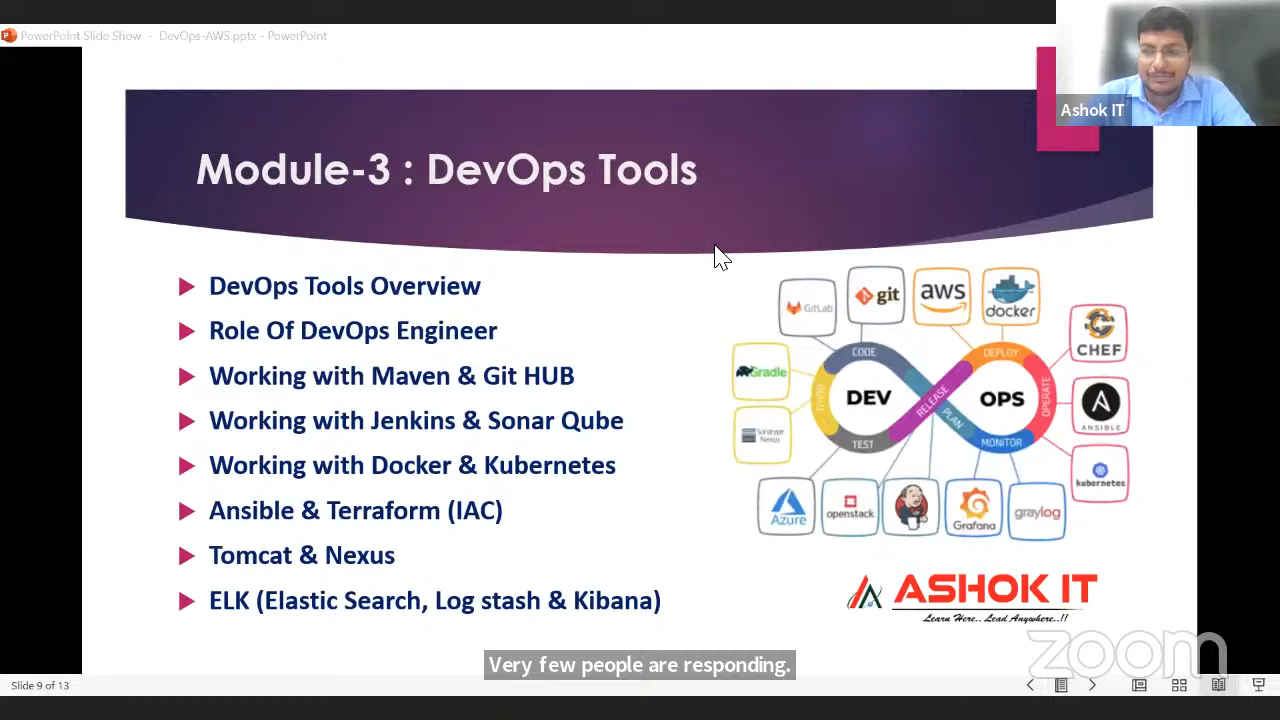 PowerPoint Slide Show - DevOps-AWS.pptx - PowerPoint
Ashok IT
Module-3 : DevOps Tools
DevOps Tools Overview
Role Of DevOps Engineer
Working with Maven & Git HUB
Working with Jenkins & Sonar Qube
Working with Docker & Kubernetes
Ansible & Terraform (IAC)
Tomcat & Nexus
ELK (Elastic Search, Log stash & Kibana)
GitLab
git
aws
docker
CHEF
Gradle
CODE
DEPLOY
DEV
OPS
BUILD
RELEASE
PLAN
OPERATE
TEST
MONITOR
ANSIBLE
Sonatype
Nexus
kubernetes
Azure
openstack
Grafana
graylog
ASHOK IT
Learn Here.. Lead Anywhere..!!
zoom
Very few people are responding.
Slide 9 of 13